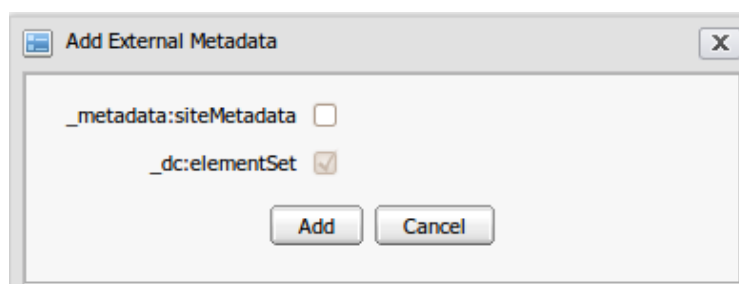 Add External Metadata
X
_metadata:siteMetadata
_dc:elementSet
Add Cancel